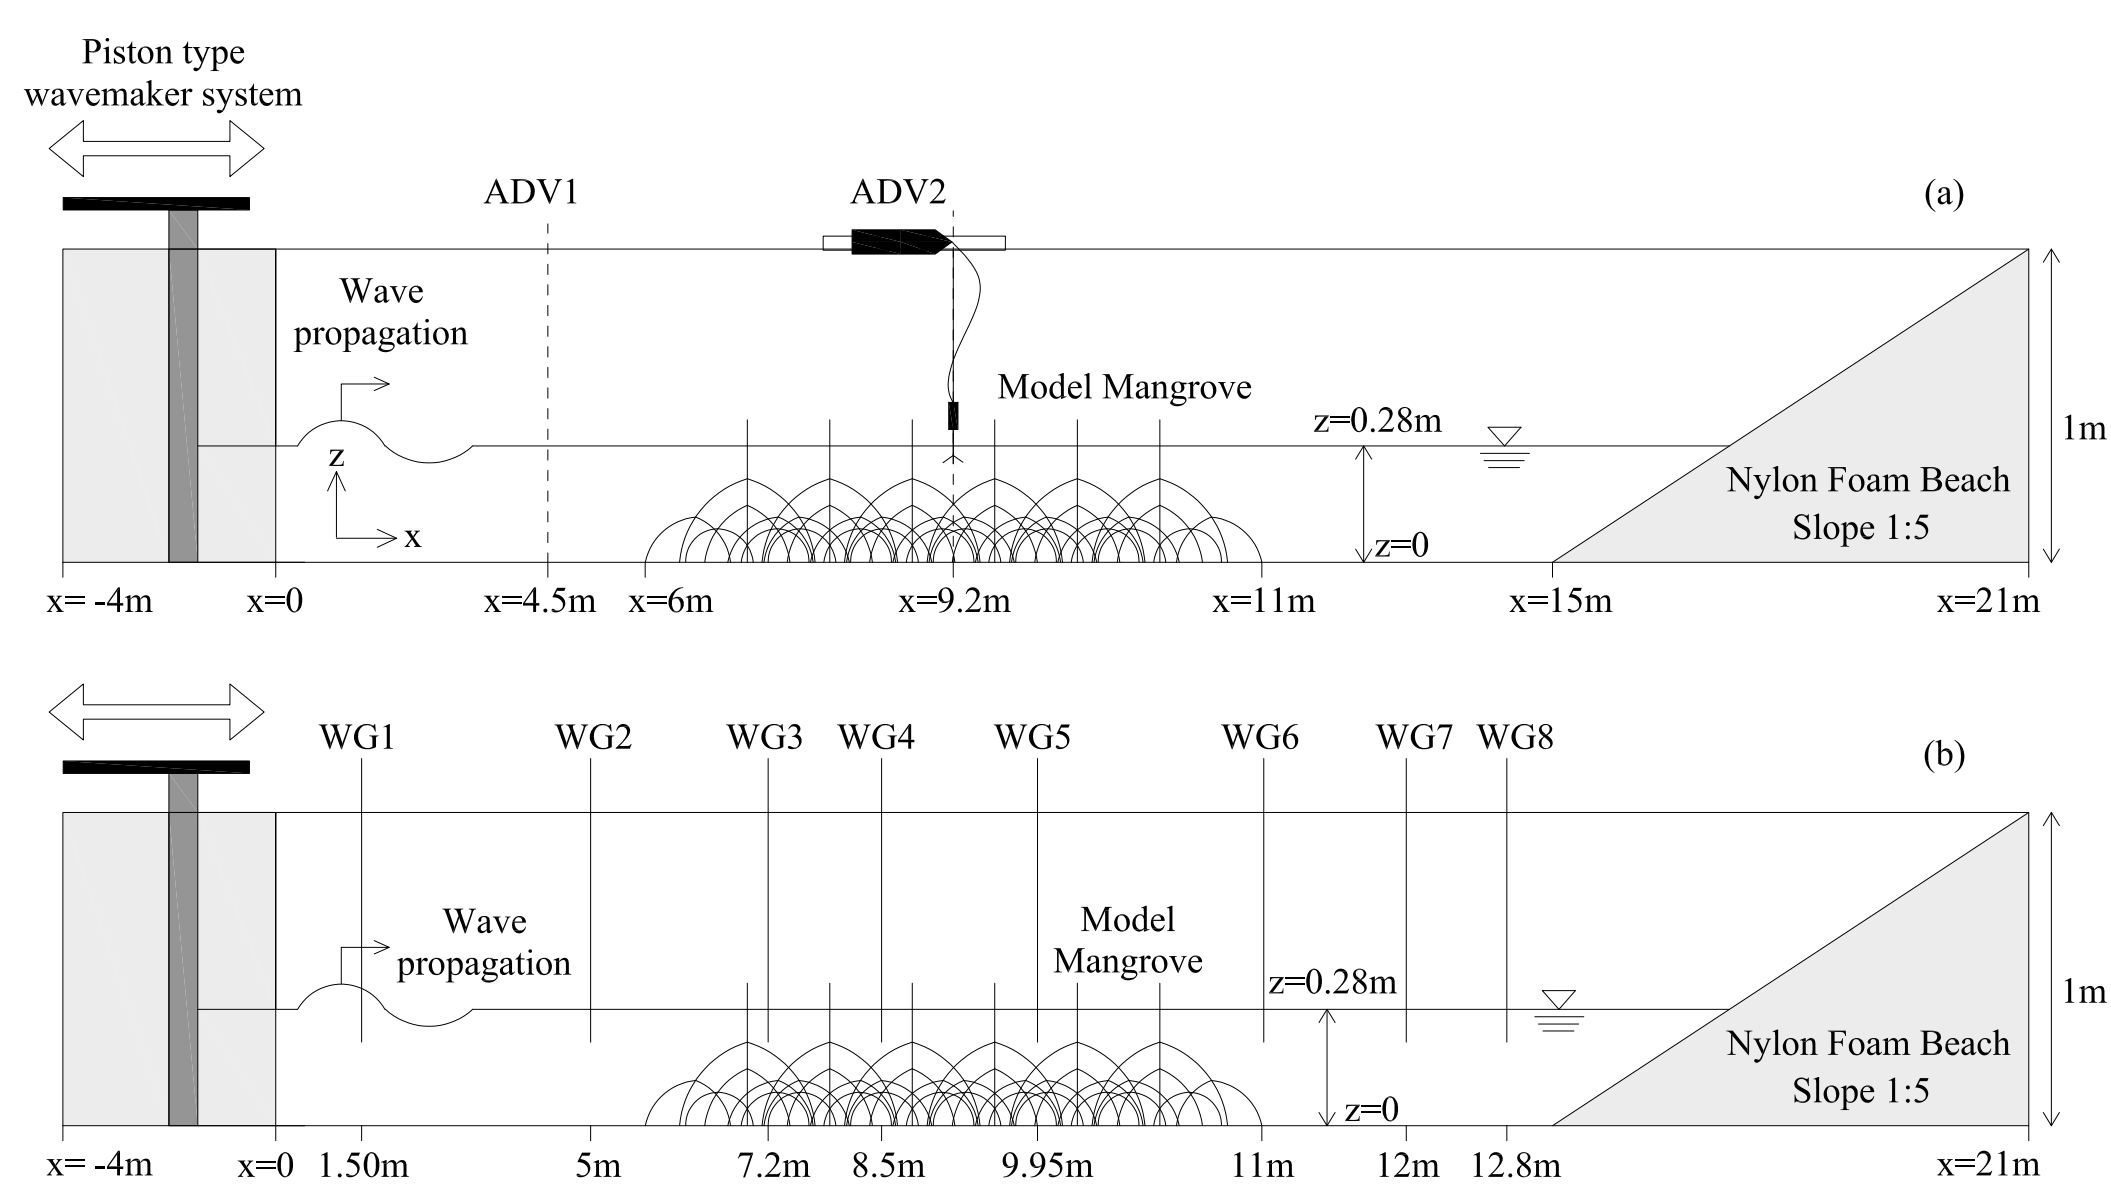 Piston type
wavemaker system
ADV1
ADV2
(a)
Wave
propagation
Model Mangrove
z=0.28m
1m
z
x
Nylon Foam Beach
Slope 1:5
z=0
x= -4m
x=0
x=4.5m
x=6m
x=9.2m
x=11m
x=15m
x=21m
WG1
WG2
WG3
WG4
WG5
WG6
WG7
WG8
(b)
Wave
propagation
Model
Mangrove
z=0.28m
1m
Nylon Foam Beach
Slope 1:5
z=0
x= -4m
x=0
1.50m
5m
7.2m
8.5m
9.95m
11m
12m
12.8m
x=21m